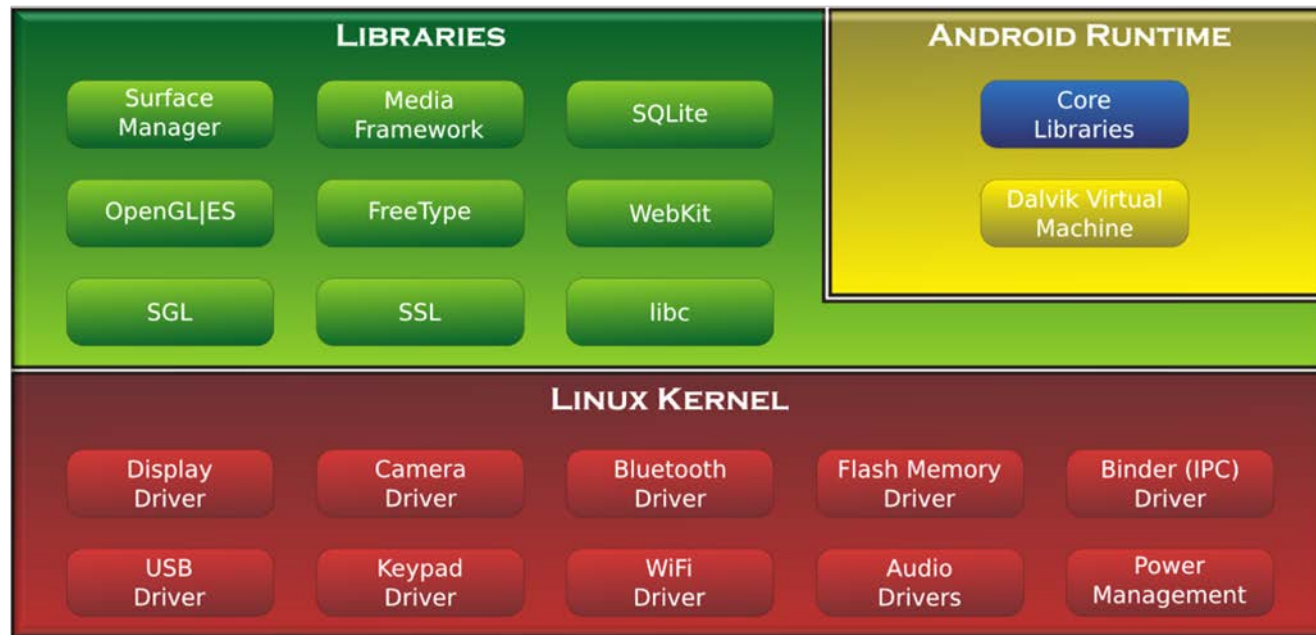 LIBRARIES
Surface
Manager
Media
Framework
SQLite
OpenGL|ES
FreeType
WebKit
SGL
SSL
libc
ANDROID RUNTIME
Core
Libraries
Dalvik Virtual
Machine
LINUX KERNEL
Display
Driver
Camera
Driver
Bluetooth
Driver
Flash Memory
Driver
Binder (IPC)
Driver
USB
Driver
Keypad
Driver
WiFi
Driver
Audio
Drivers
Power
Management